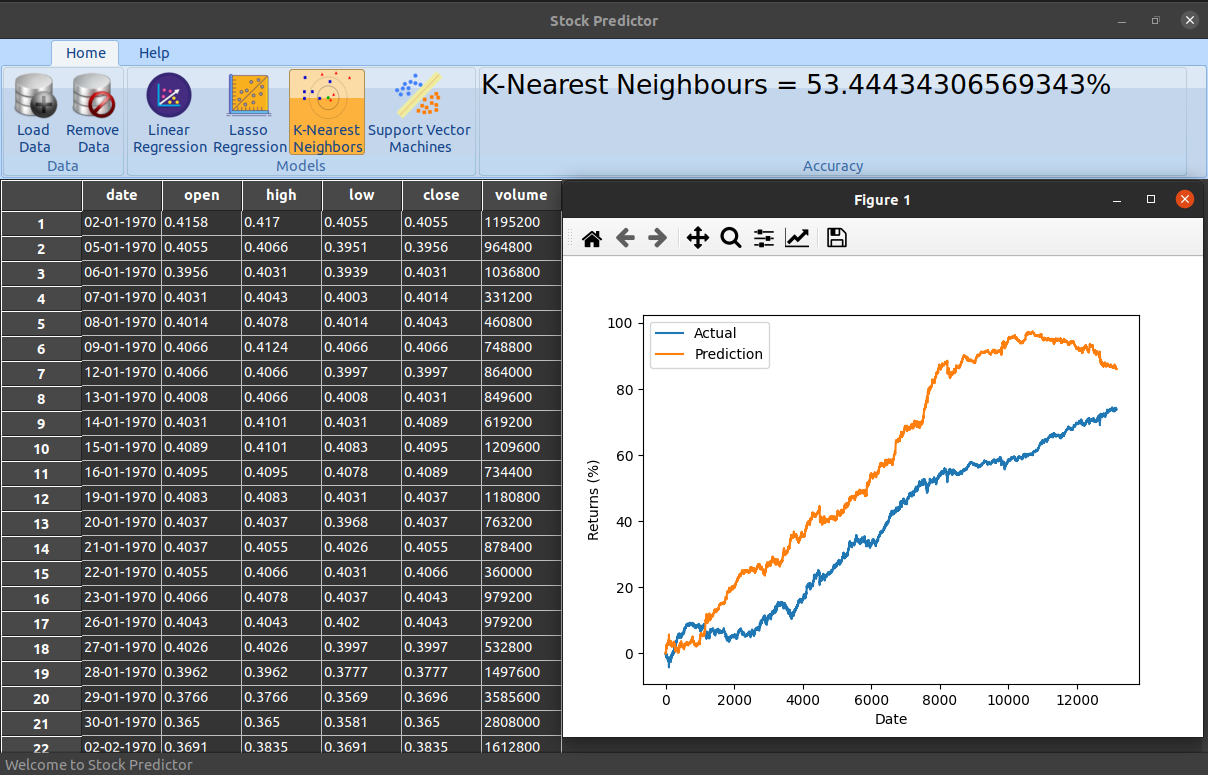 Stock Predictor
Home Help
K-Nearest Neighbours = 53.44434306569343%
Load Data Remove Data
Data
Linear Regression Lasso Regression K-Nearest Neighbors Support Vector Machines
Models
Accuracy
date open high low close volume
1 02-01-1970 0.4158 0.417 0.4055 0.4055 1195200
2 05-01-1970 0.4055 0.4066 0.3951 0.3956 964800
3 06-01-1970 0.3956 0.4031 0.3939 0.4031 1036800
4 07-01-1970 0.4031 0.4043 0.4003 0.4014 331200
5 08-01-1970 0.4014 0.4078 0.4014 0.4043 460800
6 09-01-1970 0.4066 0.4124 0.4066 0.4066 748800
7 12-01-1970 0.4066 0.4066 0.3997 0.3997 864000
8 13-01-1970 0.4008 0.4066 0.4008 0.4031 849600
9 14-01-1970 0.4031 0.4101 0.4031 0.4089 619200
10 15-01-1970 0.4089 0.4101 0.4083 0.4095 1209600
11 16-01-1970 0.4095 0.4095 0.4078 0.4089 734400
12 19-01-1970 0.4083 0.4083 0.4031 0.4037 1180800
13 20-01-1970 0.4037 0.4037 0.3968 0.4037 763200
14 21-01-1970 0.4037 0.4055 0.4026 0.4055 878400
15 22-01-1970 0.4055 0.4066 0.4031 0.4066 360000
16 23-01-1970 0.4066 0.4078 0.4037 0.4043 979200
17 26-01-1970 0.4043 0.4043 0.402 0.4043 979200
18 27-01-1970 0.4026 0.4026 0.3997 0.3997 532800
19 28-01-1970 0.3962 0.3962 0.3777 0.3777 1497600
20 29-01-1970 0.3766 0.3766 0.3569 0.3696 3585600
21 30-01-1970 0.365 0.365 0.3581 0.365 2808000
22 02-02-1970 0.3691 0.3835 0.3691 0.3835 1612800
Figure 1
Actual
Prediction
100
80
60
40
20
0
Returns (%)
0 2000 4000 6000 8000 10000 12000
Date
Welcome to Stock Predictor